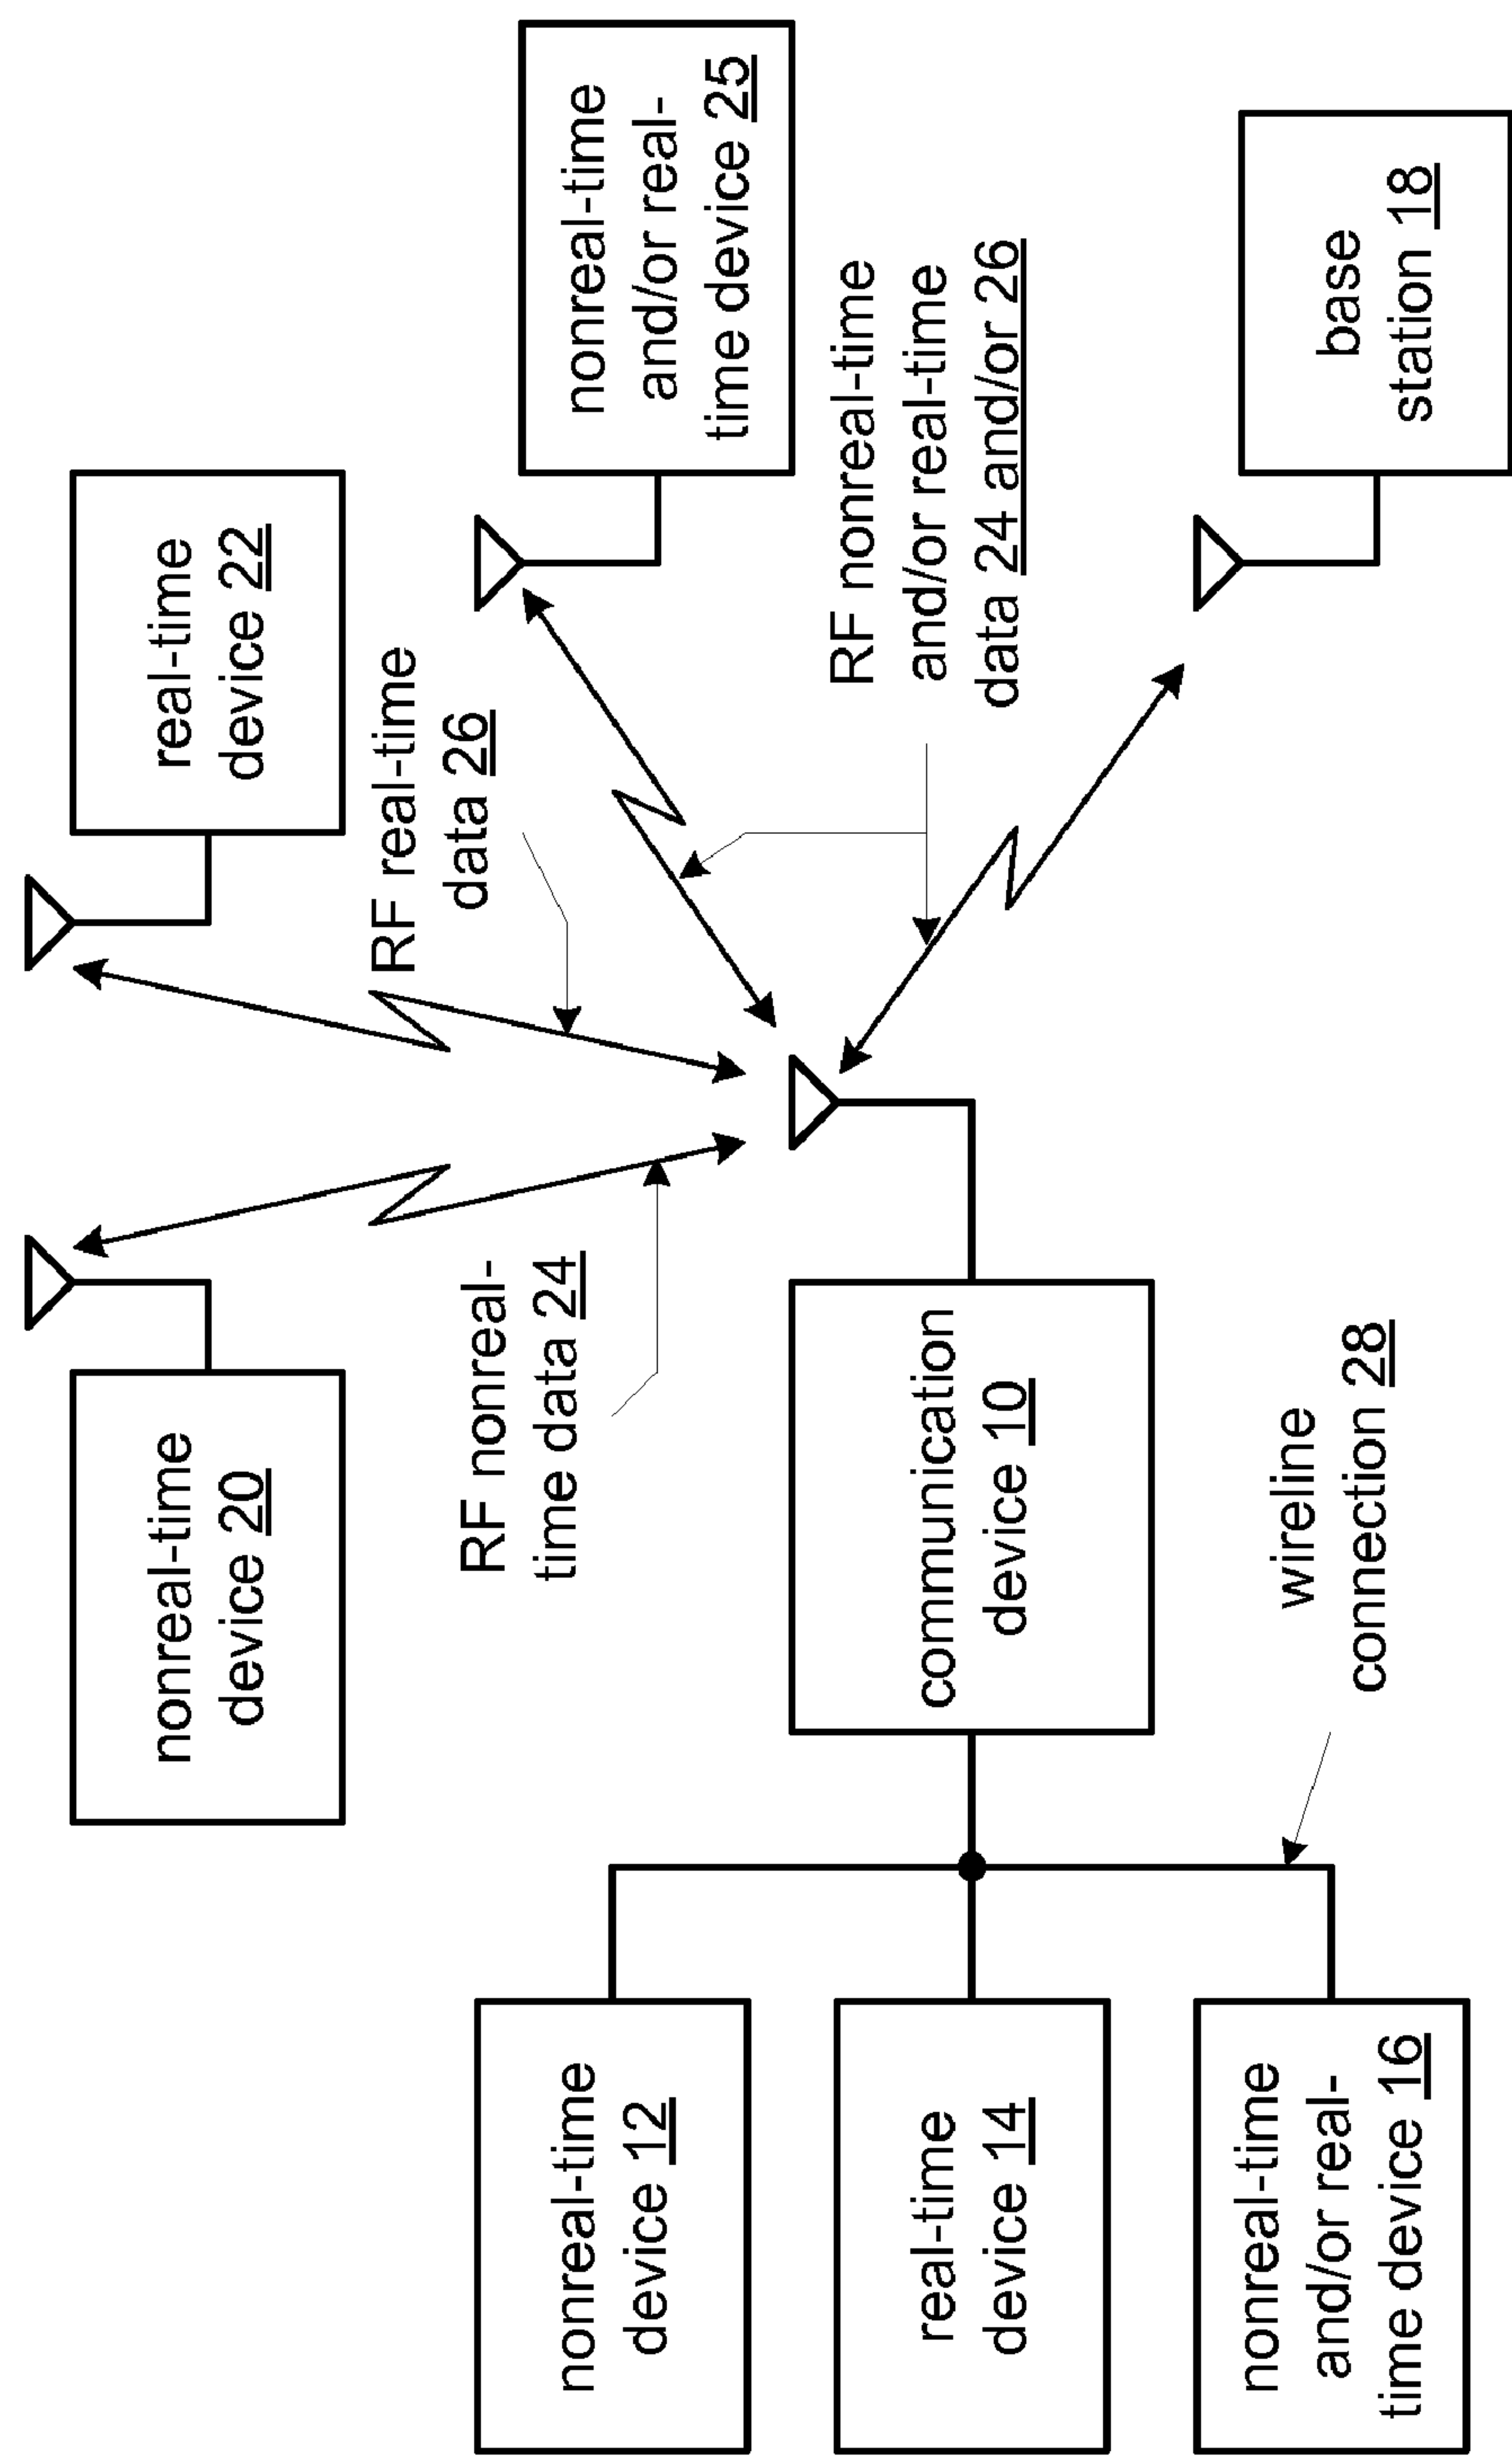 nonreal-time
device 20
real-time
device 22
RF nonreal-
time data 24
RF real-time
data 26
nonreal-time
and/or real-
time device 25
nonreal-time
device 12
real-time
device 14
nonreal-time
and/or real-
time device 16
communication
device 10
RF nonreal-time
and/or real-time
data 24 and/or 26
wireline
connection 28
base
station 18